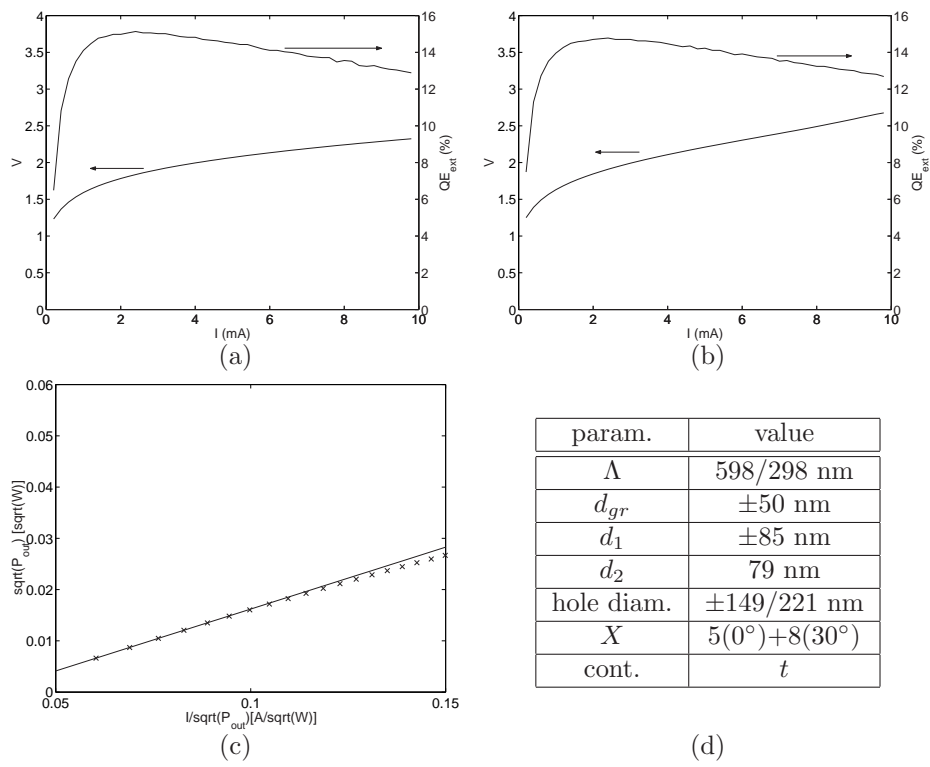 4
3.5
3
2.5
2
1.5
1
0.5
0
V
0 2 4 6 8 10
I (mA)
16
14
12
10
8
6
4
2
0
QE_ext (%)
(a)
4
3.5
3
2.5
2
1.5
1
0.5
0
V
0 2 4 6 8 10
I (mA)
16
14
12
10
8
6
4
2
0
QE_ext (%)
(b)
0.06
0.05
0.04
0.03
0.02
0.01
0
sqrt(P_out) [sqrt(W)]
0.05 0.1 0.15
I/sqrt(P_out)[A/sqrt(W)]
(c)
param. value
Λ 598/298 nm
d_gr ±50 nm
d_1 ±85 nm
d_2 79 nm
hole diam. ±149/221 nm
X 5(0°)+8(30°)
cont. t
(d)